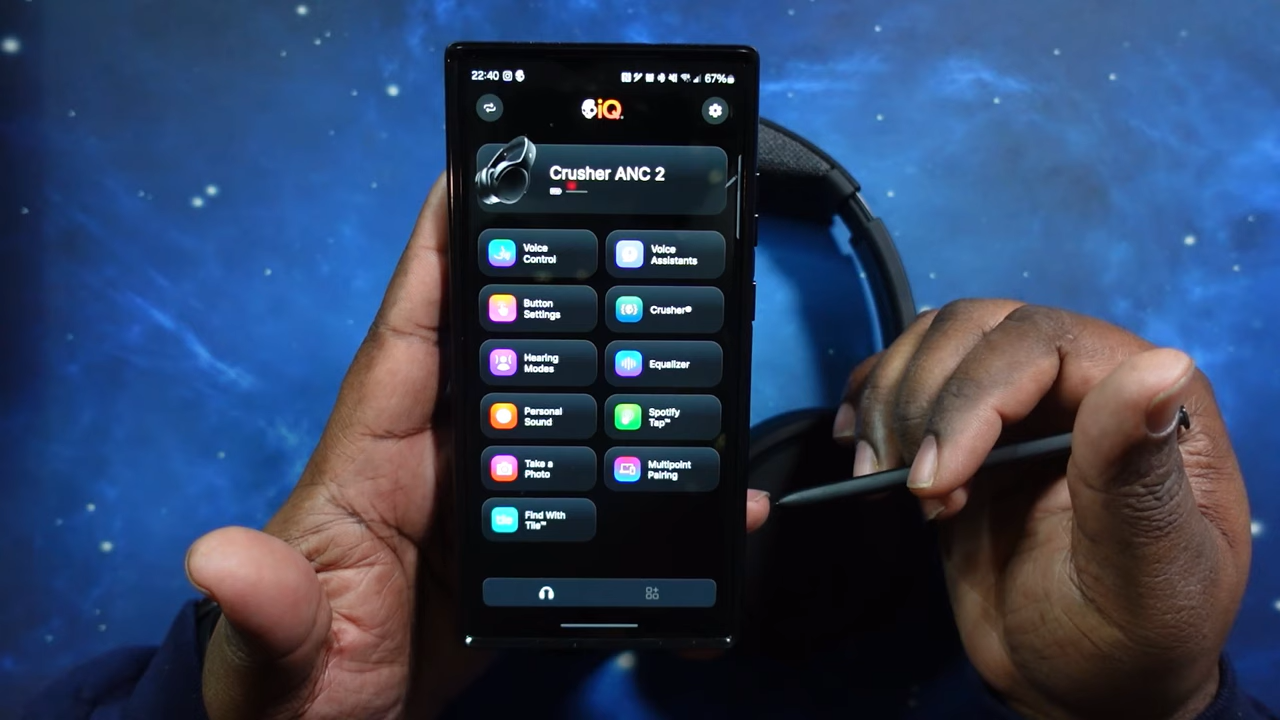 22:40
67%
iQ
Crusher ANC 2
Voice
Control
Voice
Assistants
Button
Settings
Crusher®
Hearing
Modes
Equalizer
Personal
Sound
Spotify
Tap™
Take a
Photo
Multipoint
Pairing
Find With
Tile™